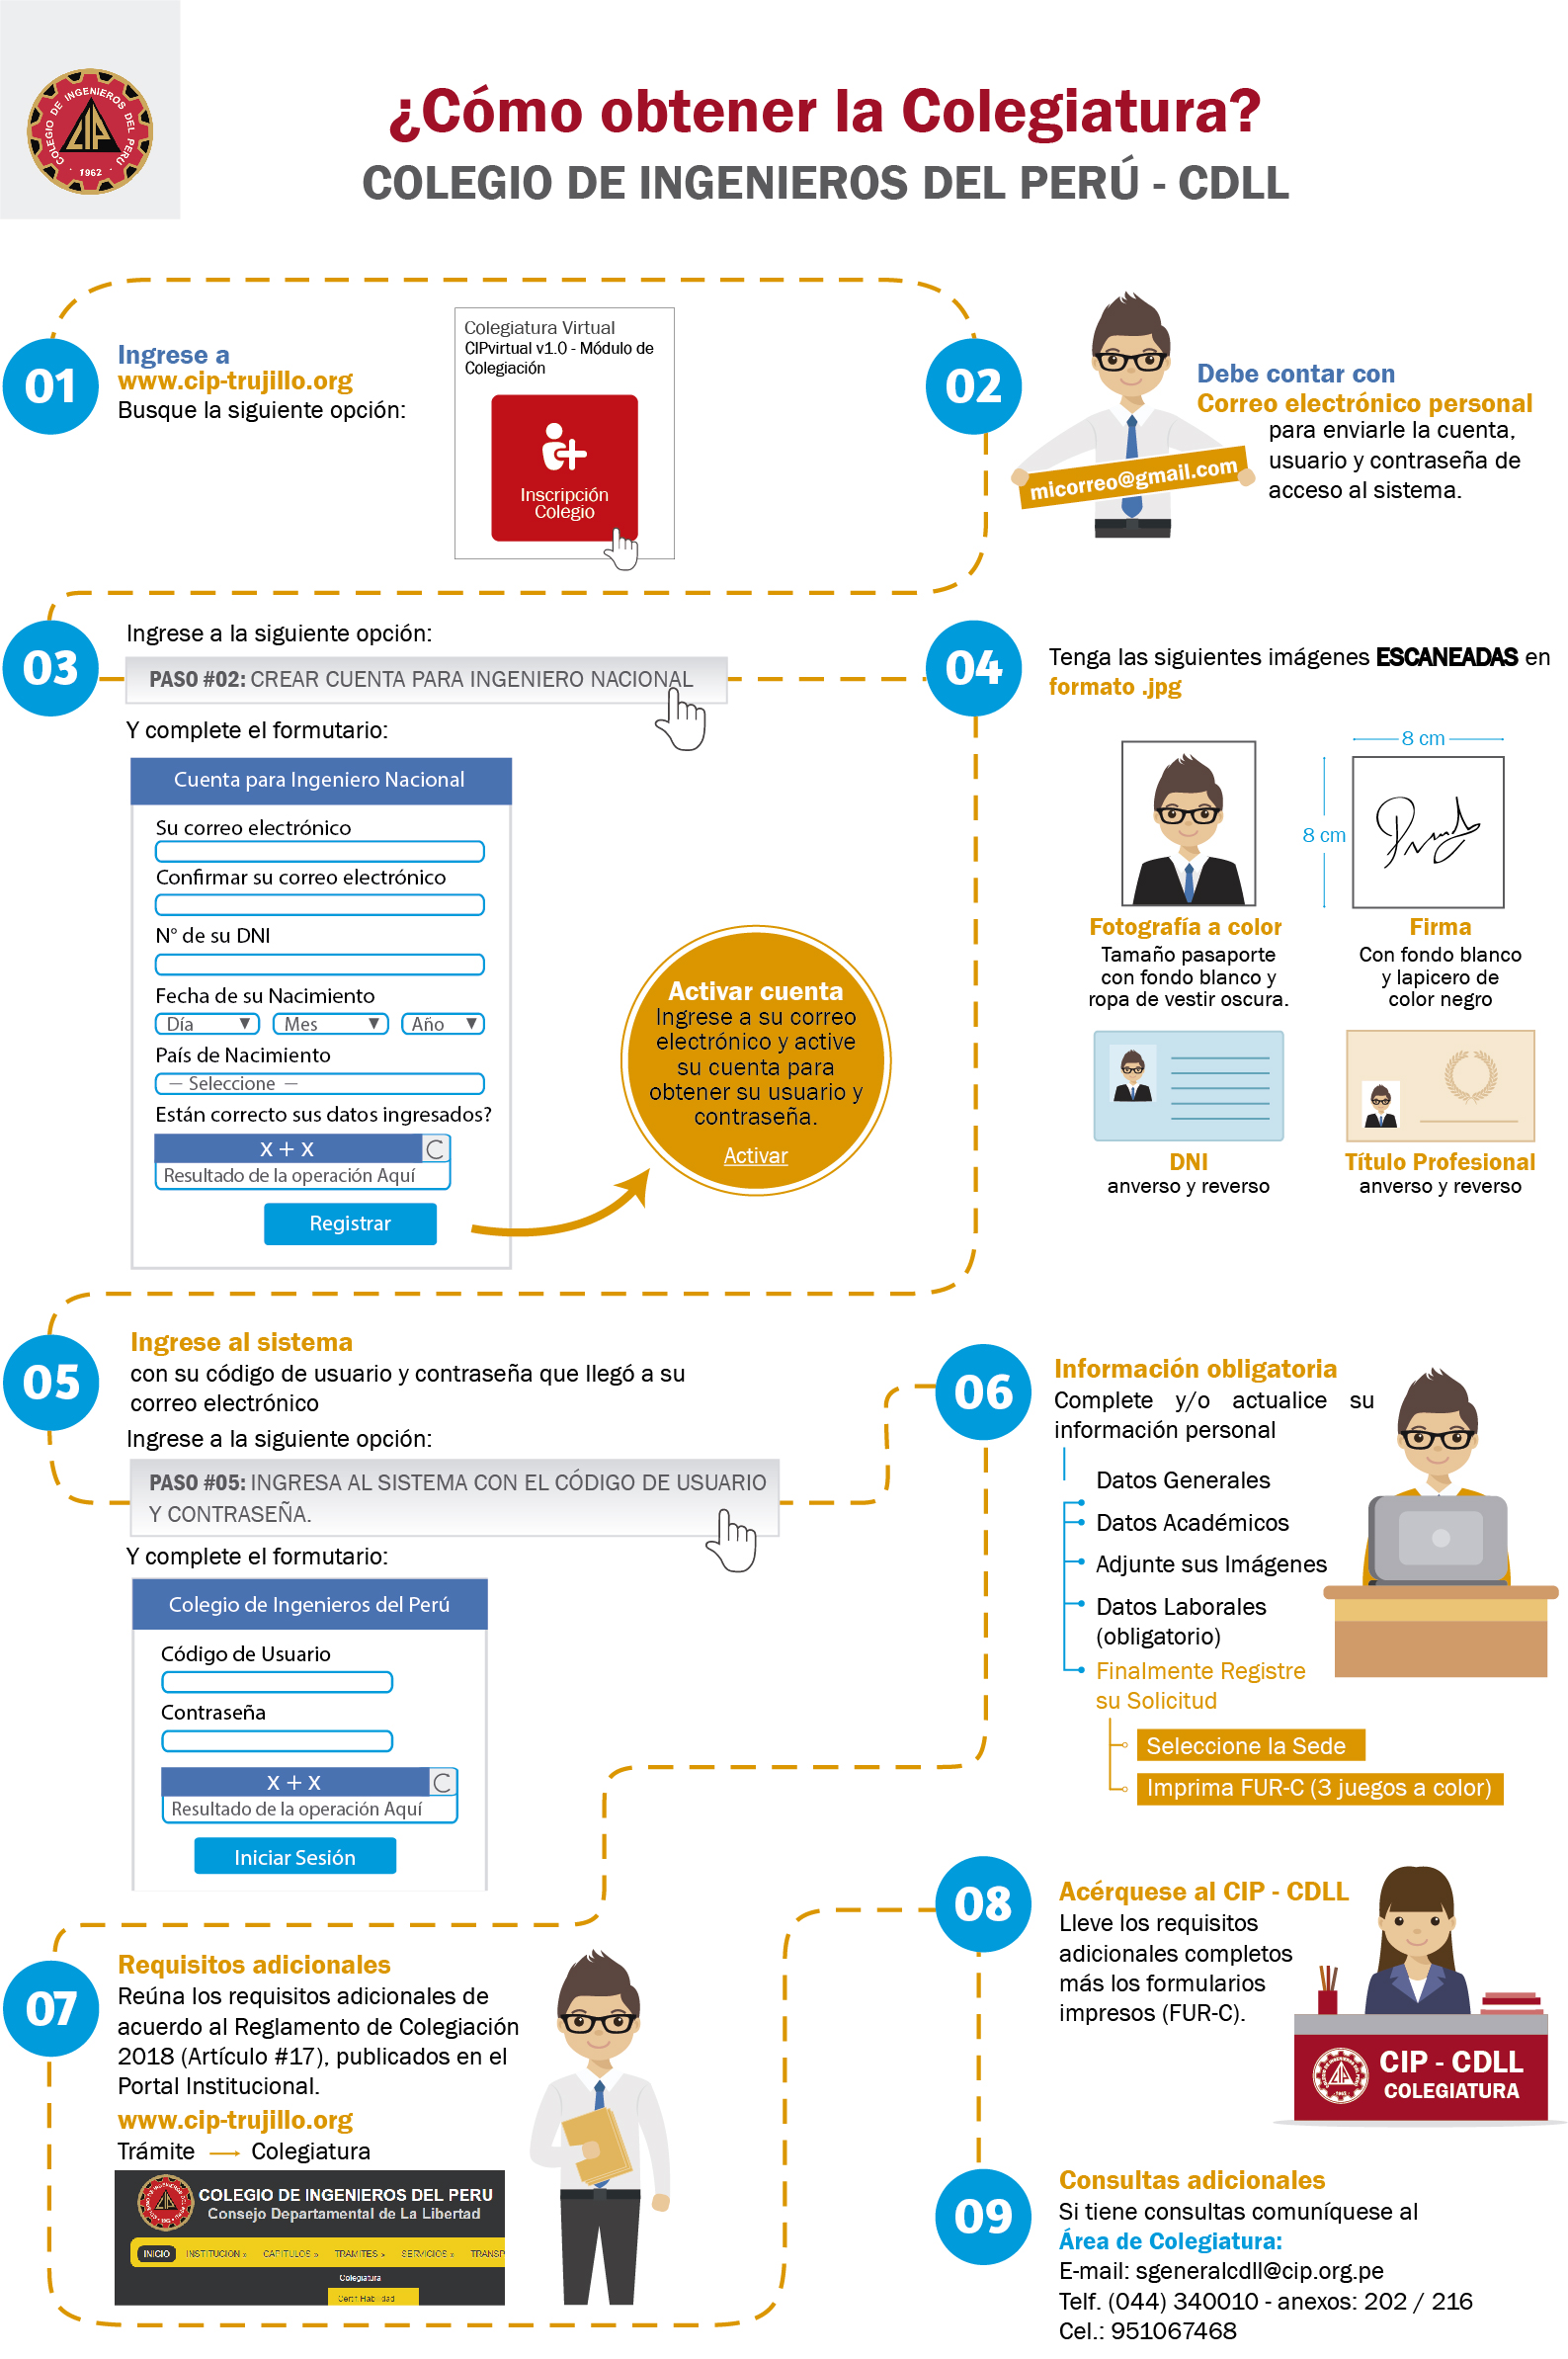 COLEGIO DE INGENIEROS DEL PERU
· 1962 ·
CIP
¿Cómo obtener la Colegiatura?
COLEGIO DE INGENIEROS DEL PERÚ - CDLL
01
Ingrese a
www.cip-trujillo.org
Busque la siguiente opción:
Colegiatura Virtual
CIPvirtual v1.0 - Módulo de
Colegiación
Inscripción
Colegio
02
micorreo@gmail.com
Debe contar con
Correo electrónico personal
para enviarle la cuenta,
usuario y contraseña de
acceso al sistema.
03
Ingrese a la siguiente opción:
PASO #02: CREAR CUENTA PARA INGENIERO NACIONAL
Y complete el formutario:
Cuenta para Ingeniero Nacional
Su correo electrónico
Confirmar su correo electrónico
N° de su DNI
Fecha de su Nacimiento
Día ▼ Mes ▼ Año ▼
País de Nacimiento
— Seleccione —
Están correcto sus datos ingresados?
X + X C
Resultado de la operación Aquí
Registrar
Activar cuenta
Ingrese a su correo
electrónico y active
su cuenta para
obtener su usuario y
contraseña.
Activar
04
Tenga las siguientes imágenes ESCANEADAS en
formato .jpg
8 cm
8 cm
Fotografía a color
Tamaño pasaporte
con fondo blanco y
ropa de vestir oscura.
Firma
Con fondo blanco
y lapicero de
color negro
DNI
anverso y reverso
Título Profesional
anverso y reverso
05
Ingrese al sistema
con su código de usuario y contraseña que llegó a su
correo electrónico
Ingrese a la siguiente opción:
PASO #05: INGRESA AL SISTEMA CON EL CÓDIGO DE USUARIO
Y CONTRASEÑA.
Y complete el formutario:
Colegio de Ingenieros del Perú
Código de Usuario
Contraseña
X + X C
Resultado de la operación Aquí
Iniciar Sesión
06
Información obligatoria
Complete y/o actualice su
información personal
Datos Generales
Datos Académicos
Adjunte sus Imágenes
Datos Laborales
(obligatorio)
Finalmente Registre
su Solicitud
Seleccione la Sede
Imprima FUR-C (3 juegos a color)
07
Requisitos adicionales
Reúna los requisitos adicionales de
acuerdo al Reglamento de Colegiación
2018 (Artículo #17), publicados en el
Portal Institucional.
www.cip-trujillo.org
Trámite → Colegiatura
COLEGIO DE INGENIEROS DEL PERU
Consejo Departamental de La Libertad
INICIO INSTITUCION » CAPITULOS » TRAMITES » SERVICIOS » TRANSP
Colegiatura
Certif. Habilidad
08
Acérquese al CIP - CDLL
Lleve los requisitos
adicionales completos
más los formularios
impresos (FUR-C).
CIP - CDLL
COLEGIATURA
09
Consultas adicionales
Si tiene consultas comuníquese al
Área de Colegiatura:
E-mail: sgeneralcdll@cip.org.pe
Telf. (044) 340010 - anexos: 202 / 216
Cel.: 951067468